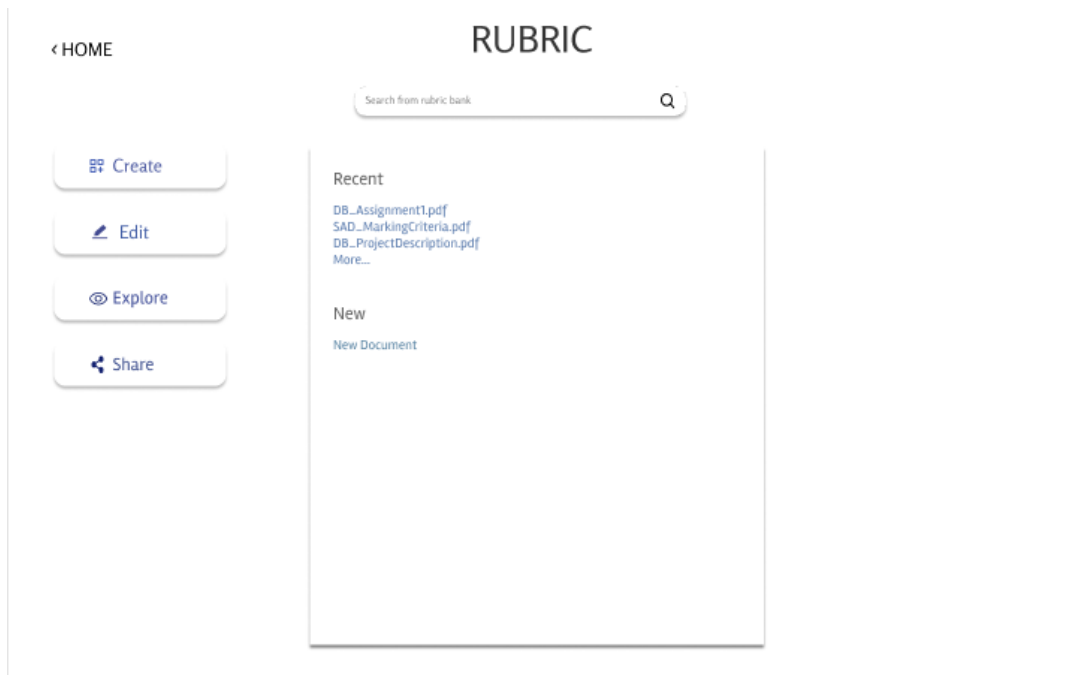 < HOME
RUBRIC
Search from rubric bank
Create
Edit
Explore
Share
Recent
DB_Assignment1.pdf
SAD_MarkingCriteria.pdf
DB_ProjectDescription.pdf
More...
New
New Document